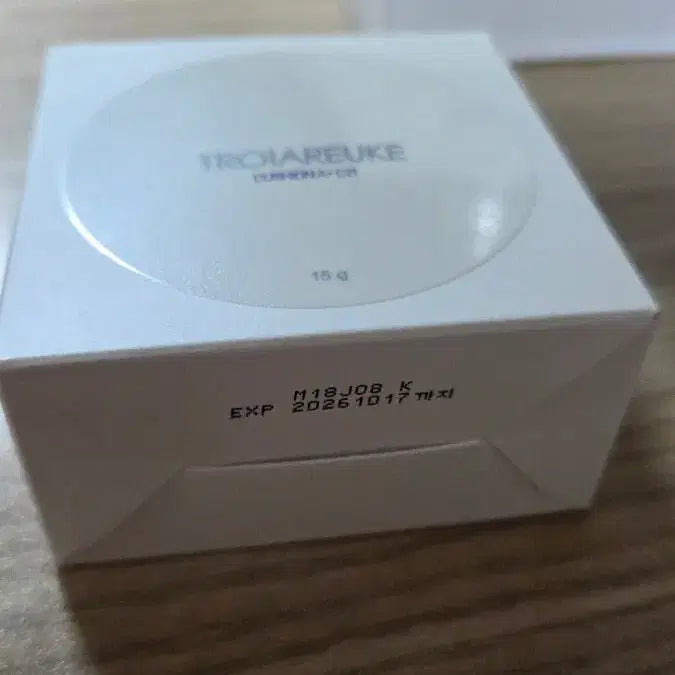 TROIAREUKE
15 g
M18J08 K
EXP 20261017까지